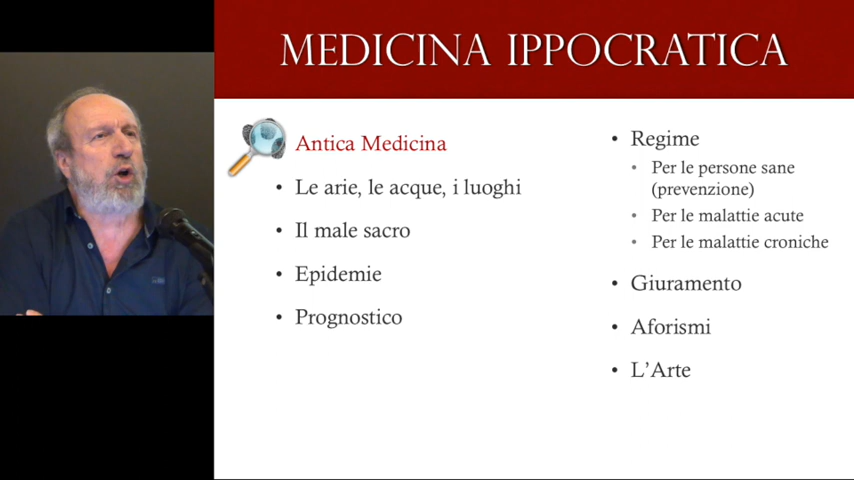 MEDICINA IPPOCRATICA
Antica Medicina
• Le arie, le acque, i luoghi
• Il male sacro
• Epidemie
• Prognostico
• Regime
• Per le persone sane
(prevenzione)
• Per le malattie acute
• Per le malattie croniche
• Giuramento
• Aforismi
• L'Arte